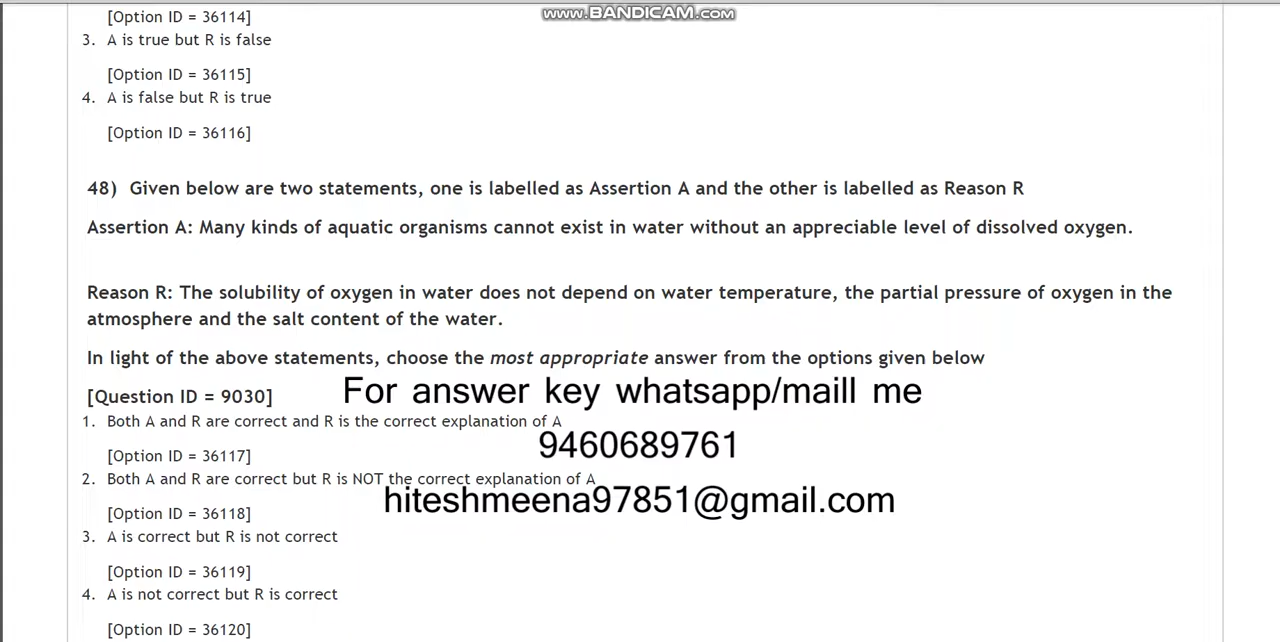 www.BANDICAM.com
[Option ID = 36114]
3. A is true but R is false
[Option ID = 36115]
4. A is false but R is true
[Option ID = 36116]
48) Given below are two statements, one is labelled as Assertion A and the other is labelled as Reason R
Assertion A: Many kinds of aquatic organisms cannot exist in water without an appreciable level of dissolved oxygen.
Reason R: The solubility of oxygen in water does not depend on water temperature, the partial pressure of oxygen in the
atmosphere and the salt content of the water.
In light of the above statements, choose the most appropriate answer from the options given below
[Question ID = 9030]
For answer key whatsapp/maill me
1. Both A and R are correct and R is the correct explanation of A
9460689761
[Option ID = 36117]
2. Both A and R are correct but R is NOT the correct explanation of A
hiteshmeena97851@gmail.com
[Option ID = 36118]
3. A is correct but R is not correct
[Option ID = 36119]
4. A is not correct but R is correct
[Option ID = 36120]